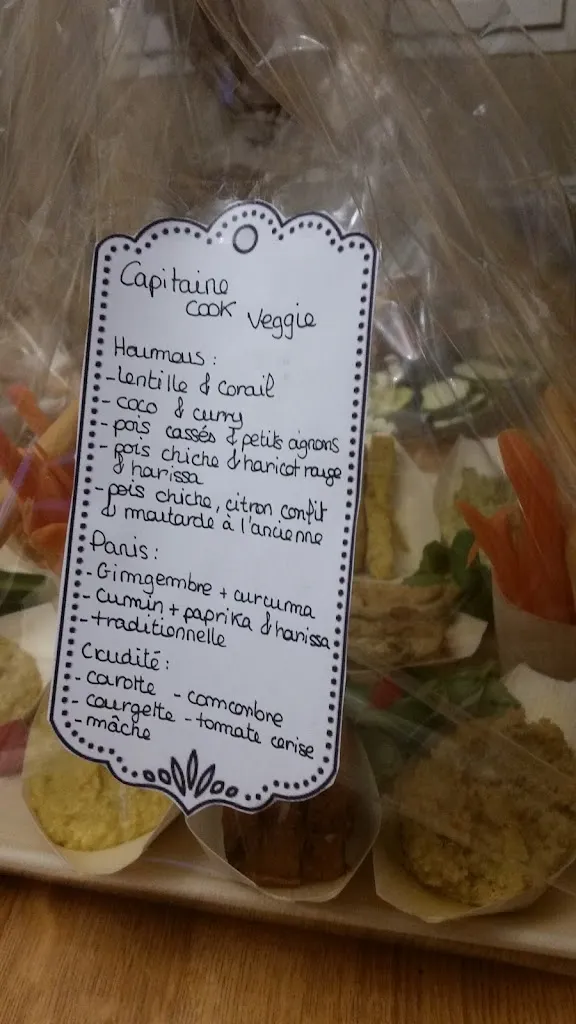 Capitaine
cook Veggie
Houmous :
- lentille & corail
- coco & curry
- pois cassés & petits oignons
- pois chiche & haricot rouge
& harissa
- pois chiche, citron confit
& moutarde à l'ancienne
Panis :
- Gimgembre + curcuma
- cumin + paprika & harissa
- traditionnelle
Crudité :
- carotte - comcombre
- courgette - tomate cerise
- mâche